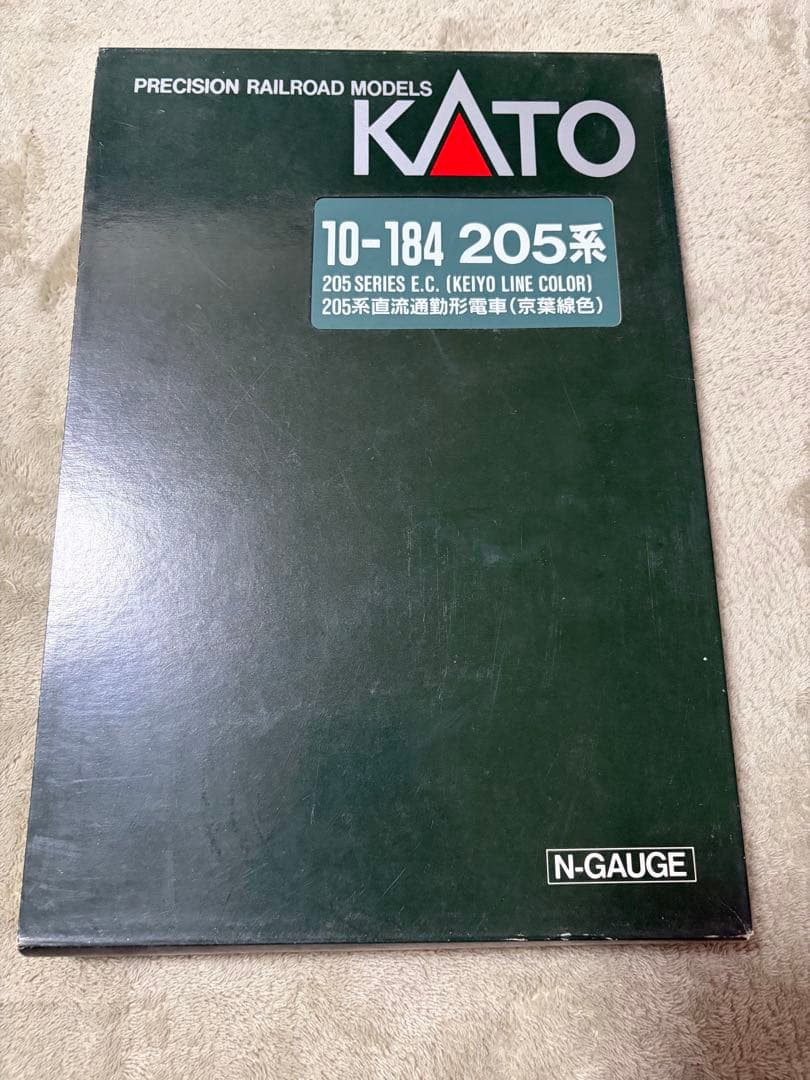 PRECISION RAILROAD MODELS
KATO
10-184 205系
205 SERIES E.C. (KEIYO LINE COLOR)
205系直流通勤形電車(京葉線色)
N-GAUGE